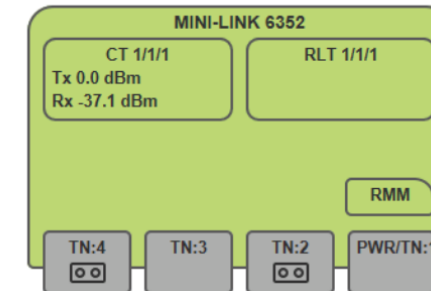 MINI-LINK 6352
CT 1/1/1
Tx 0.0 dBm
Rx -37.1 dBm
RLT 1/1/1
RMM
TN:4
TN:3
TN:2
PWR/TN:1